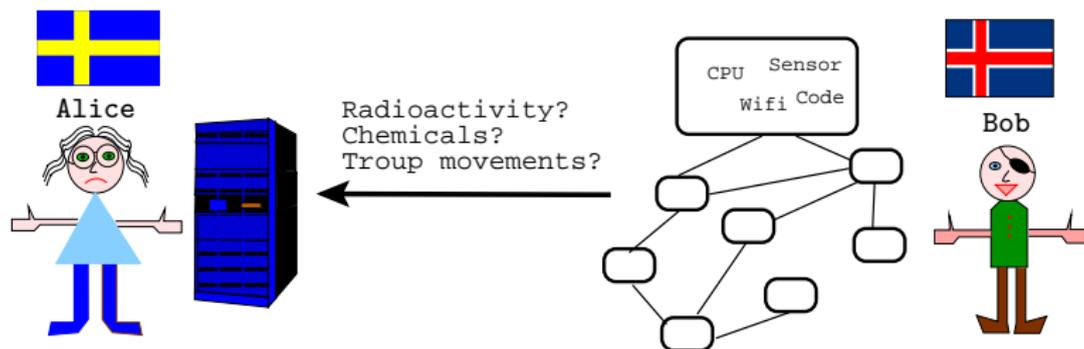 Alice
Radioactivity?
Chemicals?
Troup movements?
CPU Sensor
Wifi Code
Bob